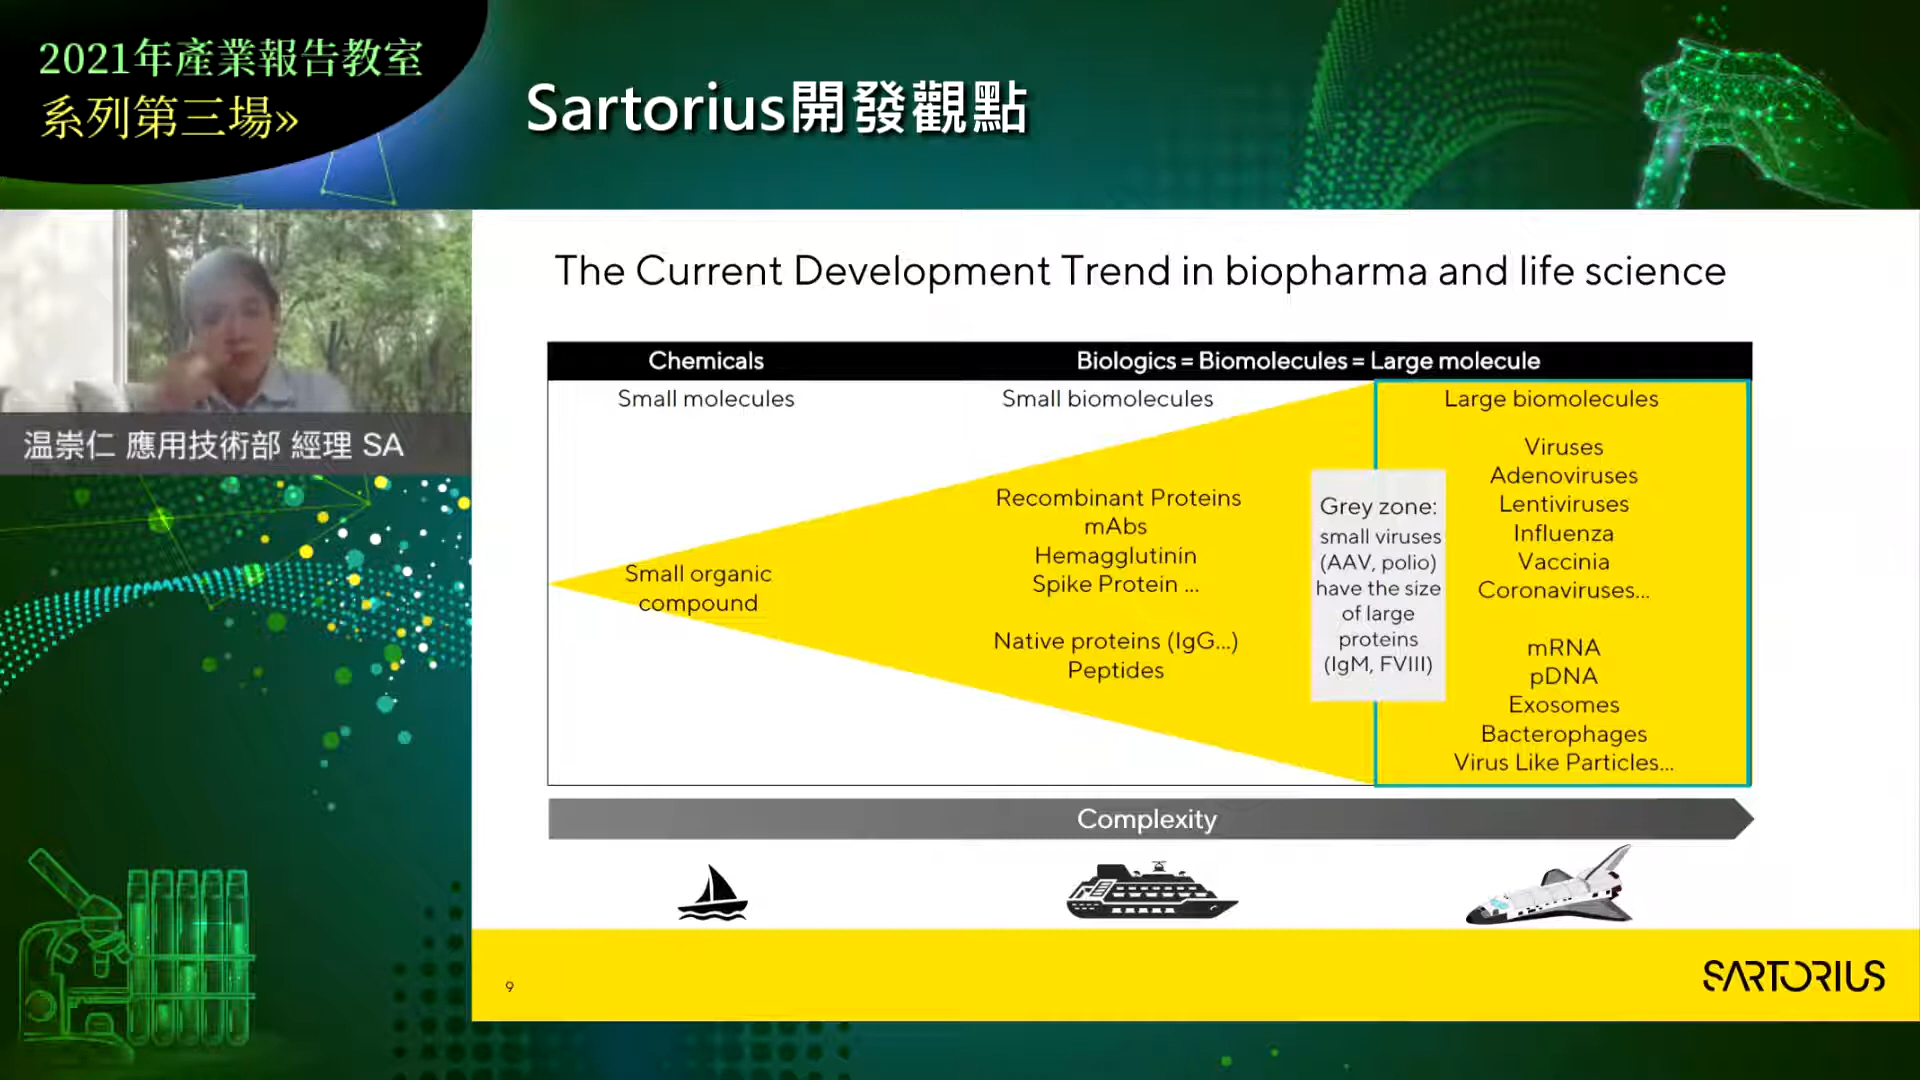 2021年產業報告教室
系列第三場»
Sartorius開發觀點
温崇仁 應用技術部 經理 SA
The Current Development Trend in biopharma and life science
Chemicals
Biologics = Biomolecules = Large molecule
Small molecules
Small biomolecules
Large biomolecules
Small organic
compound
Recombinant Proteins
mAbs
Hemagglutinin
Spike Protein ...
Native proteins (IgG...)
Peptides
Grey zone:
small viruses
(AAV, polio)
have the size
of large
proteins
(IgM, FVIII)
Viruses
Adenoviruses
Lentiviruses
Influenza
Vaccinia
Coronaviruses...
mRNA
pDNA
Exosomes
Bacterophages
Virus Like Particles...
Complexity
9
SARTORIUS